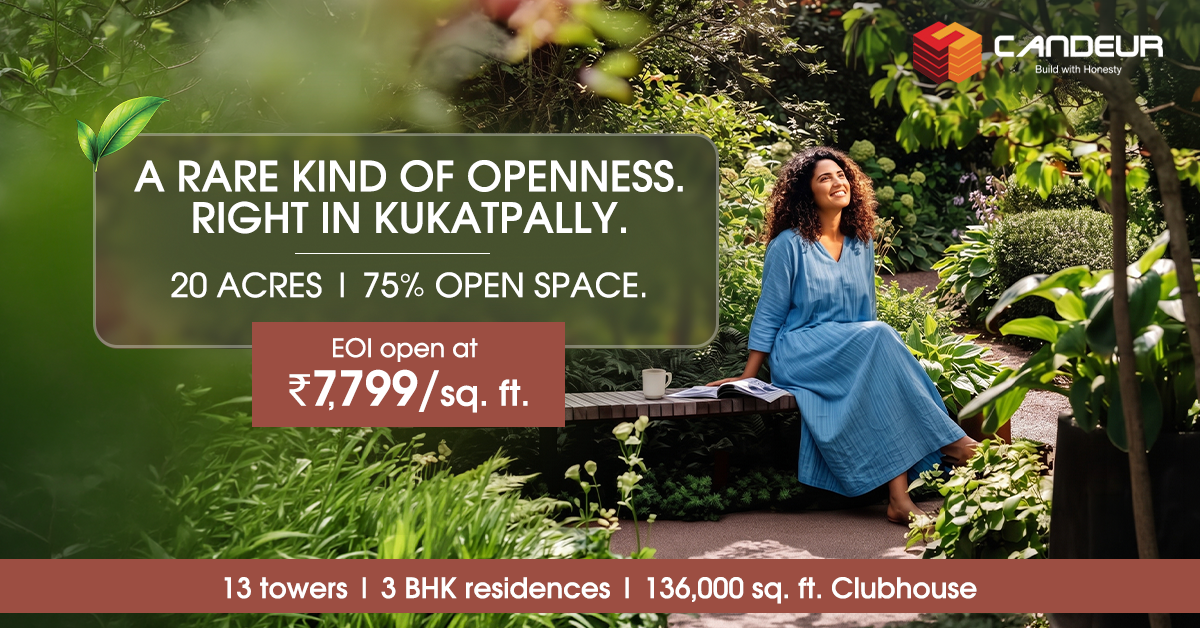 CANDEUR
Build with Honesty
A RARE KIND OF OPENNESS.
RIGHT IN KUKATPALLY.
20 ACRES | 75% OPEN SPACE.
EOI open at
₹7,799/sq. ft.
13 towers | 3 BHK residences | 136,000 sq. ft. Clubhouse